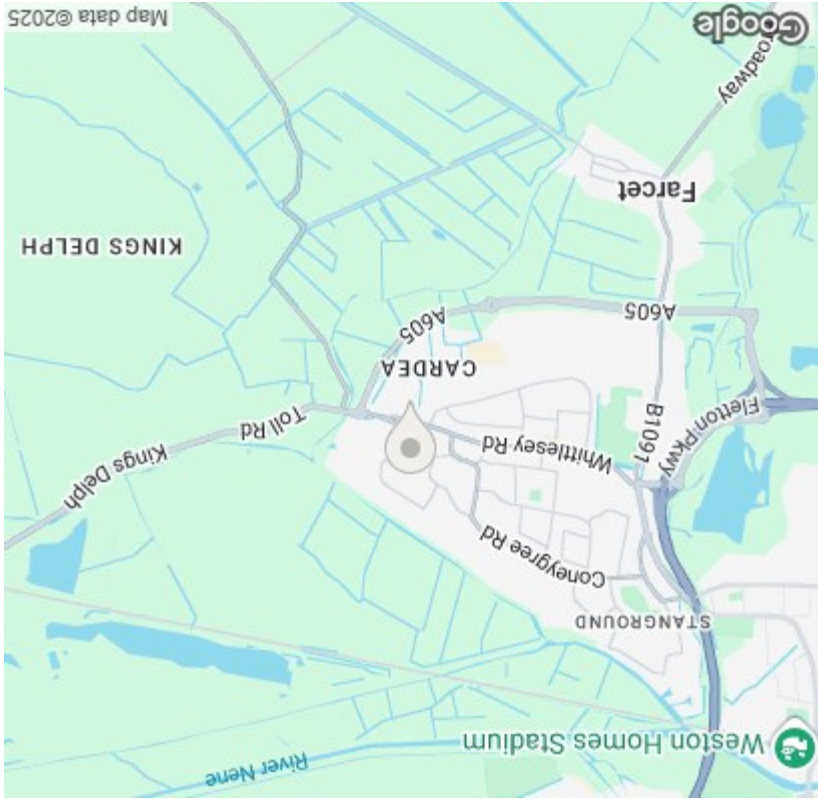 Weston Homes Stadium
River Nene
STANGROUND
Coneygree Rd
Kings Delph
Toll Rd
Whittlesey Rd
B1091
Fletton Pkwy
CARDEA
A605
A605
KINGS DELPH
Farcet
roadway
Google
Map data ©2025